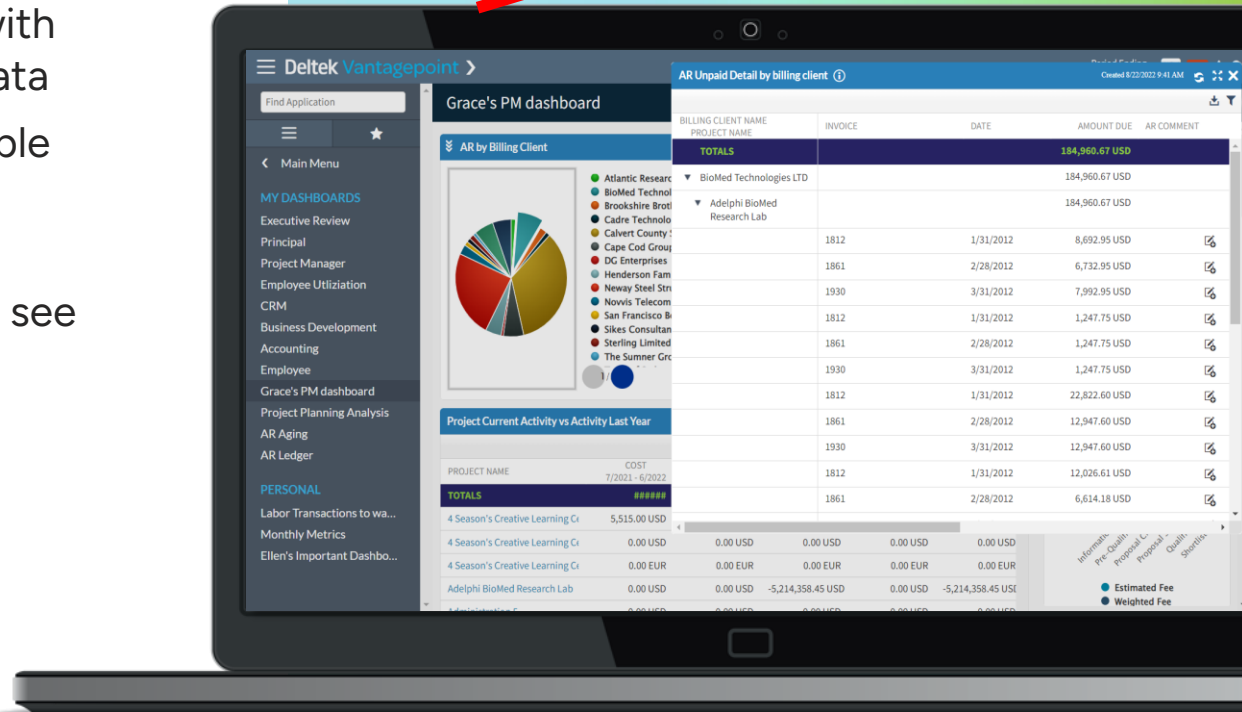 with
ata
ble
see
Deltek Vantagepoint
Find Application
Main Menu
MY DASHBOARDS
Executive Review
Principal
Project Manager
Employee Utliziation
CRM
Business Development
Accounting
Employee
Grace's PM dashboard
Project Planning Analysis
AR Aging
AR Ledger
PERSONAL
Labor Transactions to wa...
Monthly Metrics
Ellen's Important Dashbo...
Grace's PM dashboard
AR by Billing Client
Atlantic Researc
BioMed Technol
Brookshire Brot
Cadre Technolo
Calvert County
Cape Cod Group
DG Enterprises
Henderson Fam
Neway Steel Stru
Novvis Telecom
San Francisco B
Sikes Consultan
Sterling Limited
The Sumner Gro
Project Current Activity vs Activity Last Year
PROJECT NAME COST
7/2021 - 6/2022
TOTALS ######
4 Season's Creative Learning Ce 5,515.00 USD
4 Season's Creative Learning Ce 0.00 USD 0.00 USD 0.00 USD 0.00 USD 0.00 USD
4 Season's Creative Learning Ce 0.00 EUR 0.00 EUR 0.00 EUR 0.00 EUR 0.00 EUR
Adelphi BioMed Research Lab 0.00 USD 0.00 USD -5,214,358.45 USD 0.00 USD -5,214,358.45 USD
AR Unpaid Detail by billing client
Created 8/22/2022 9:41 AM
BILLING CLIENT NAME
PROJECT NAME INVOICE DATE AMOUNT DUE AR COMMENT
TOTALS 184,960.67 USD
BioMed Technologies LTD 184,960.67 USD
Adelphi BioMed 184,960.67 USD
Research Lab
1812 1/31/2012 8,692.95 USD
1861 2/28/2012 6,732.95 USD
1930 3/31/2012 7,992.95 USD
1812 1/31/2012 1,247.75 USD
1861 2/28/2012 1,247.75 USD
1930 3/31/2012 1,247.75 USD
1812 1/31/2012 22,822.60 USD
1861 2/28/2012 12,947.60 USD
1930 3/31/2012 12,947.60 USD
1812 1/31/2012 12,026.61 USD
1861 2/28/2012 6,614.18 USD
Estimated Fee
Weighted Fee